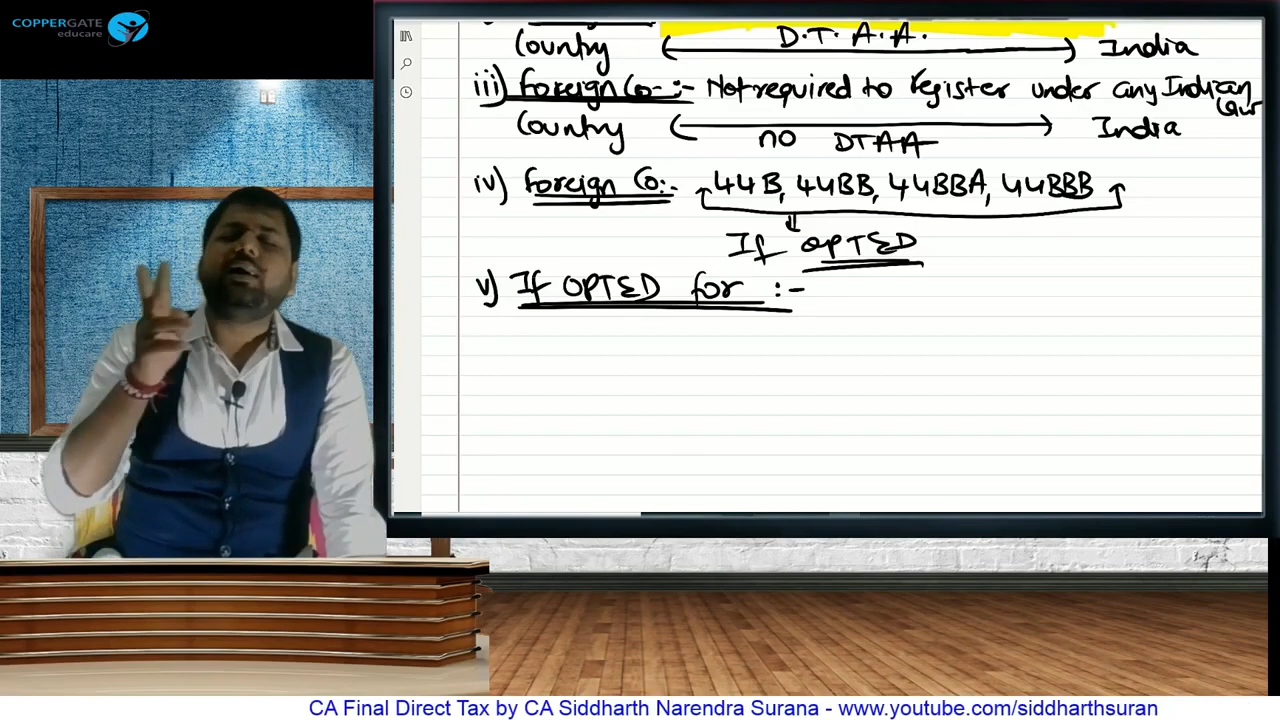 COPPERGATE
educare
Country D.T.A.A. India
iii) Foreign Co. :- Not required to register under any Indian Law
Country no DTAA India
iv) Foreign Co. :- 44B, 44BB, 44BBA, 44BBB
If OPTED
v) If OPTED for :-
CA Final Direct Tax by CA Siddharth Narendra Surana - www.youtube.com/siddharthsuran